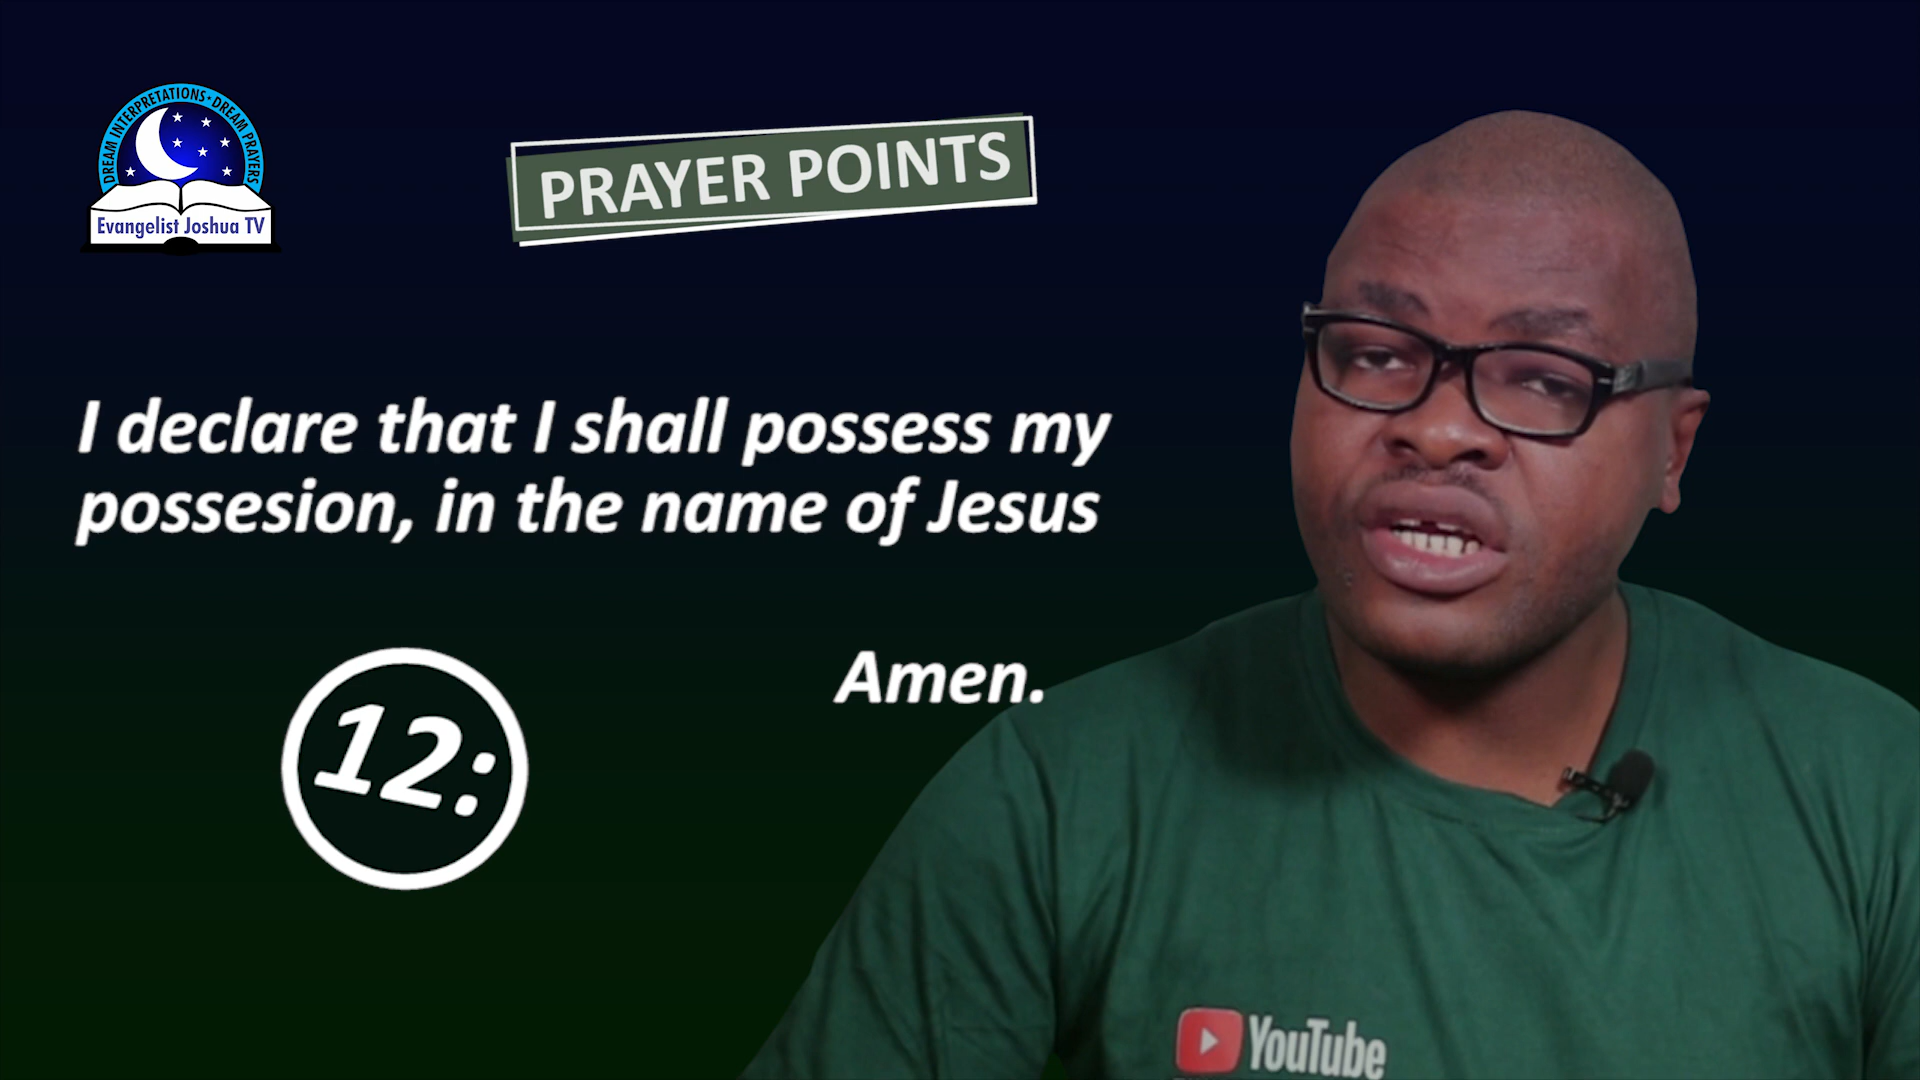 DREAM INTERPRETATIONS • DREAM PRAYERS
Evangelist Joshua TV
PRAYER POINTS
I declare that I shall possess my
possesion, in the name of Jesus
Amen.
12:
YouTube